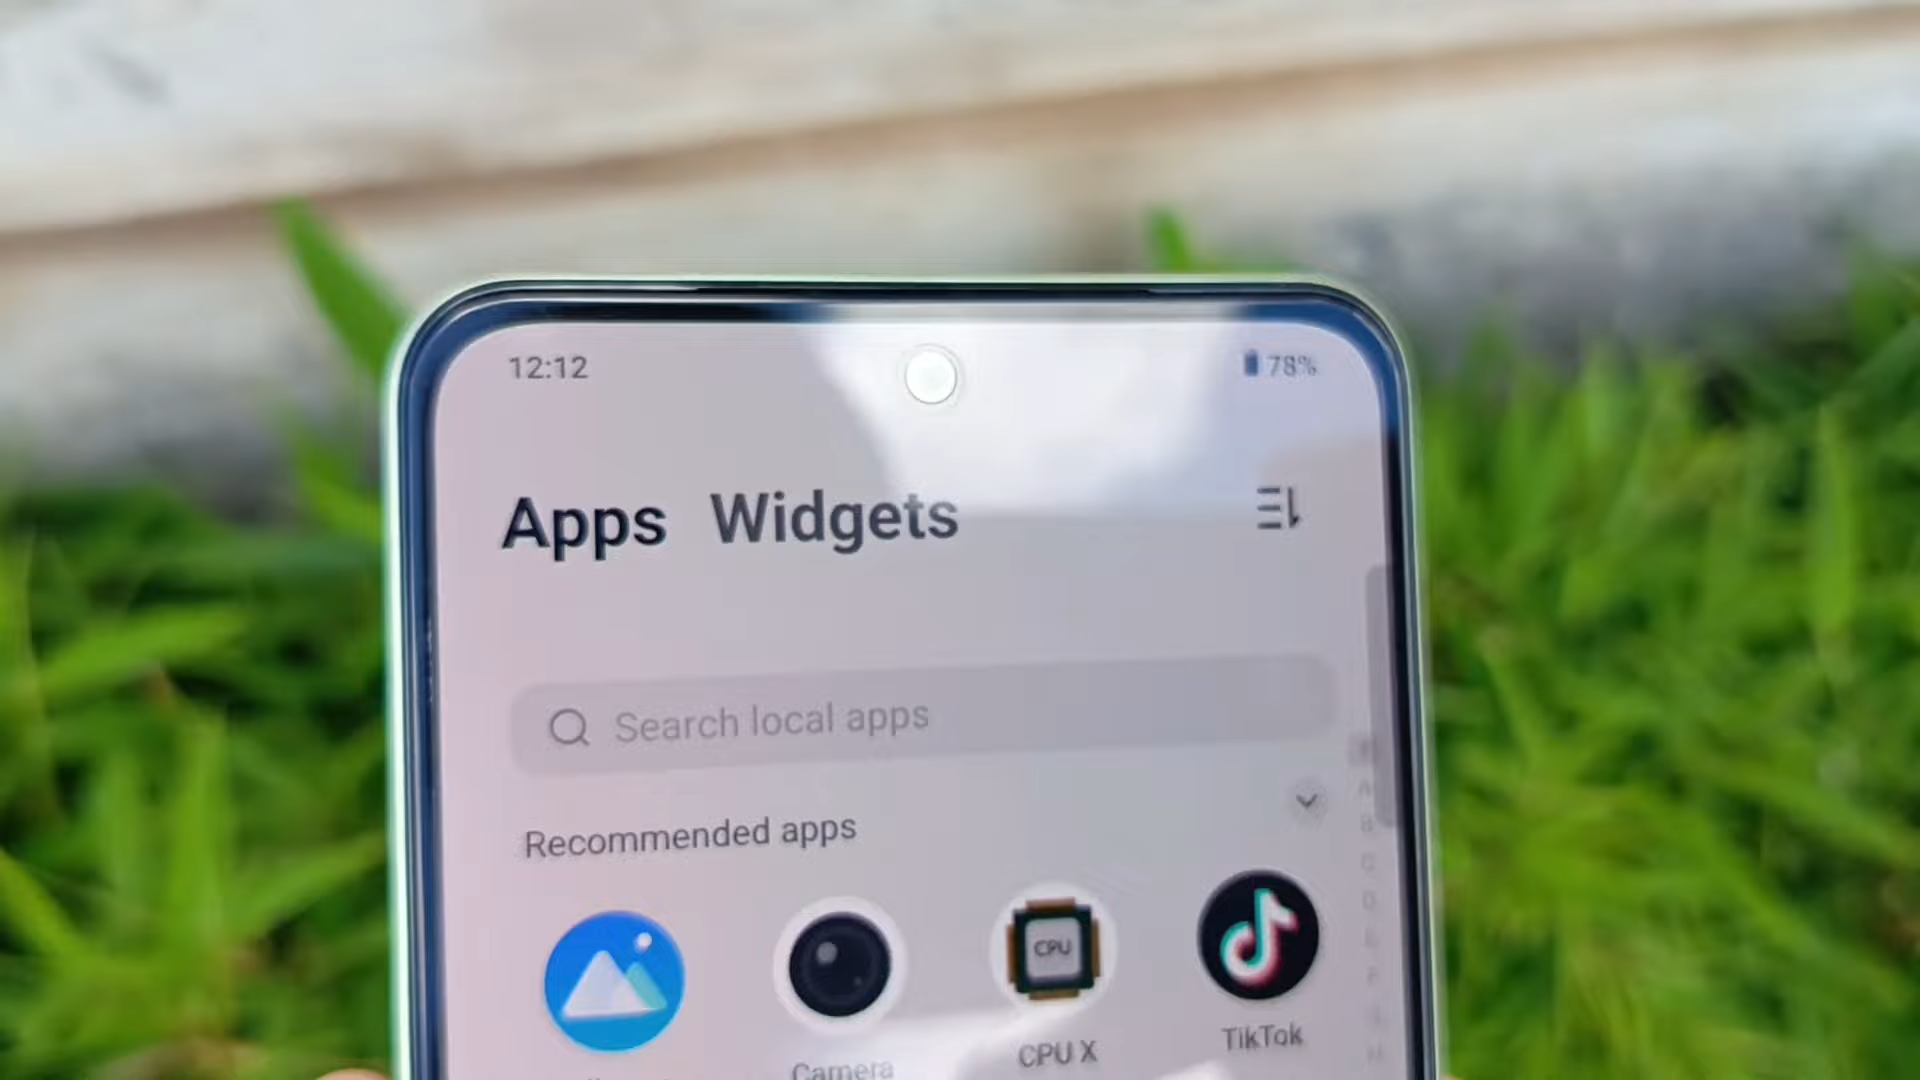 12:12
78%
Apps Widgets
Search local apps
Recommended apps
CPU
Camera
CPU X
TikTok